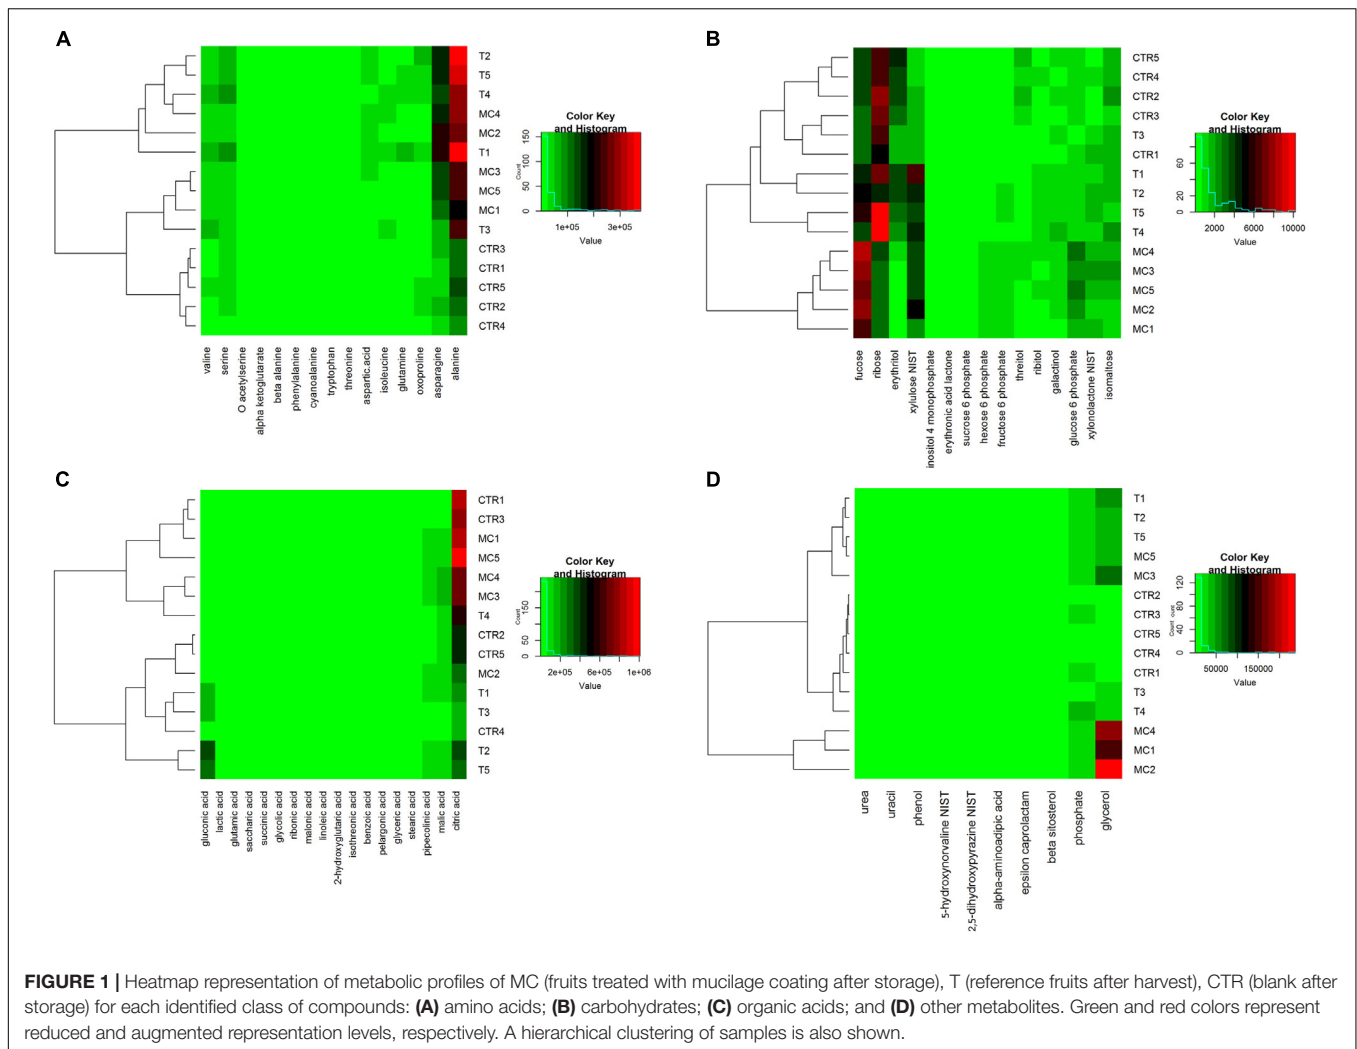 A
T2
T5
T4
MC4
MC2
T1
MC3
MC5
MC1
T3
CTR3
CTR1
CTR5
CTR2
CTR4
valine
serine
O acetylserine
alpha ketoglutarate
beta alanine
phenylalanine
cyanoalanine
tryptophan
threonine
aspartic.acid
isoleucine
glutamine
oxoproline
asparagine
alanine
Color Key
and Histogram
Count
0 50 100 150
1e+05 3e+05
Value
B
CTR5
CTR4
CTR2
CTR3
T3
CTR1
T1
T2
T5
T4
MC4
MC3
MC5
MC2
MC1
fucose
ribose
erythritol
xylulose NIST
inositol 4 monophosphate
erythronic acid lactone
sucrose 6 phosphate
hexose 6 phosphate
fructose 6 phosphate
threitol
ribitol
galactinol
glucose 6 phosphate
xylonolactone NIST
isomaltose
Color Key
and Histogram
0 20 60
2000 6000 10000
Value
C
CTR1
CTR3
MC1
MC5
MC4
MC3
T4
CTR2
CTR5
MC2
T1
T3
CTR4
T2
T5
gluconic acid
lactic acid
glutamic acid
saccharic acid
succinic acid
glycolic acid
ribonic acid
malonic acid
linoleic acid
2-hydroxyglutaric acid
isothreonic acid
benzoic acid
pelargonic acid
glyceric acid
stearic acid
pipecolinic acid
malic acid
citric acid
Color Key
and Histogram
Count
0 50 150
2e+05 6e+05 1e+06
Value
D
T1
T2
T5
MC5
MC3
CTR2
CTR3
CTR5
CTR4
CTR1
T3
T4
MC4
MC1
MC2
urea
uracil
phenol
5-hydroxynorvaline NIST
2,5-dihydroxypyrazine NIST
alpha-aminoadipic acid
epsilon caprolactam
beta sitosterol
phosphate
glycerol
Color Key
and Histogram
Count ount
0 40 80 120
50000 150000
Value
FIGURE 1 | Heatmap representation of metabolic profiles of MC (fruits treated with mucilage coating after storage), T (reference fruits after harvest), CTR (blank after
storage) for each identified class of compounds: (A) amino acids; (B) carbohydrates; (C) organic acids; and (D) other metabolites. Green and red colors represent
reduced and augmented representation levels, respectively. A hierarchical clustering of samples is also shown.